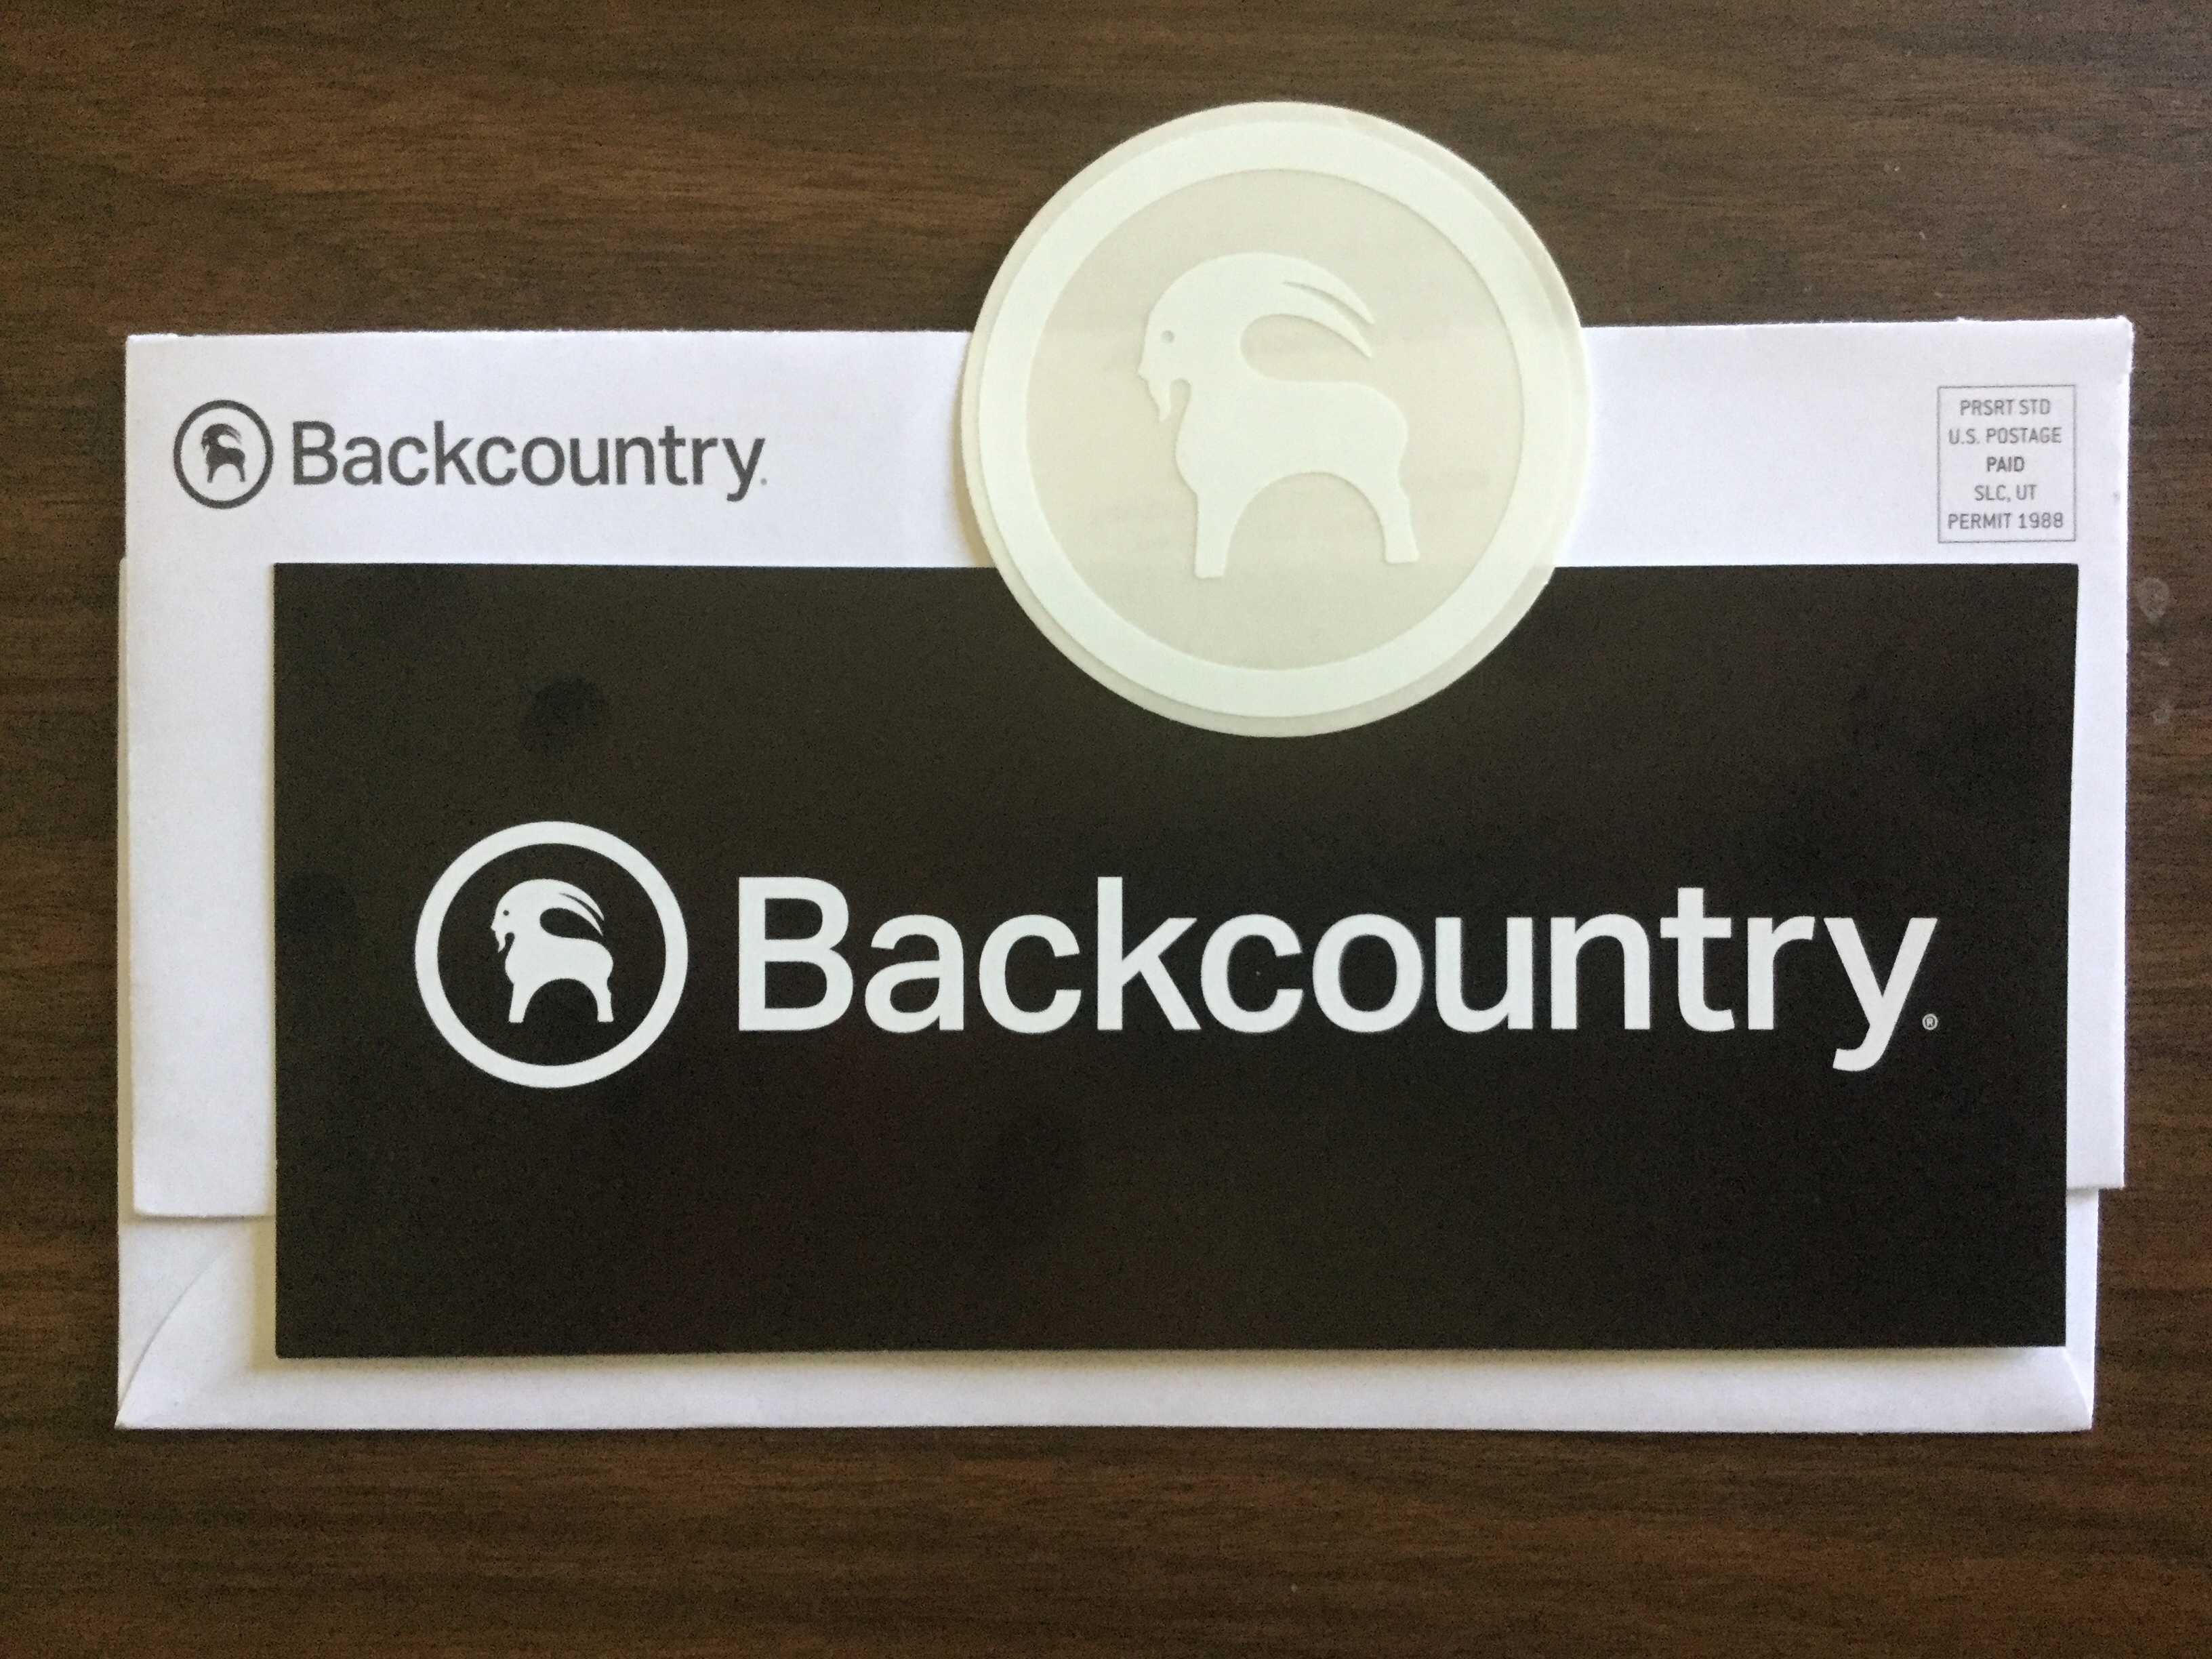 Backcountry.
PRSRT STD
U.S. POSTAGE
PAID
SLC, UT
PERMIT 1988
Backcountry®